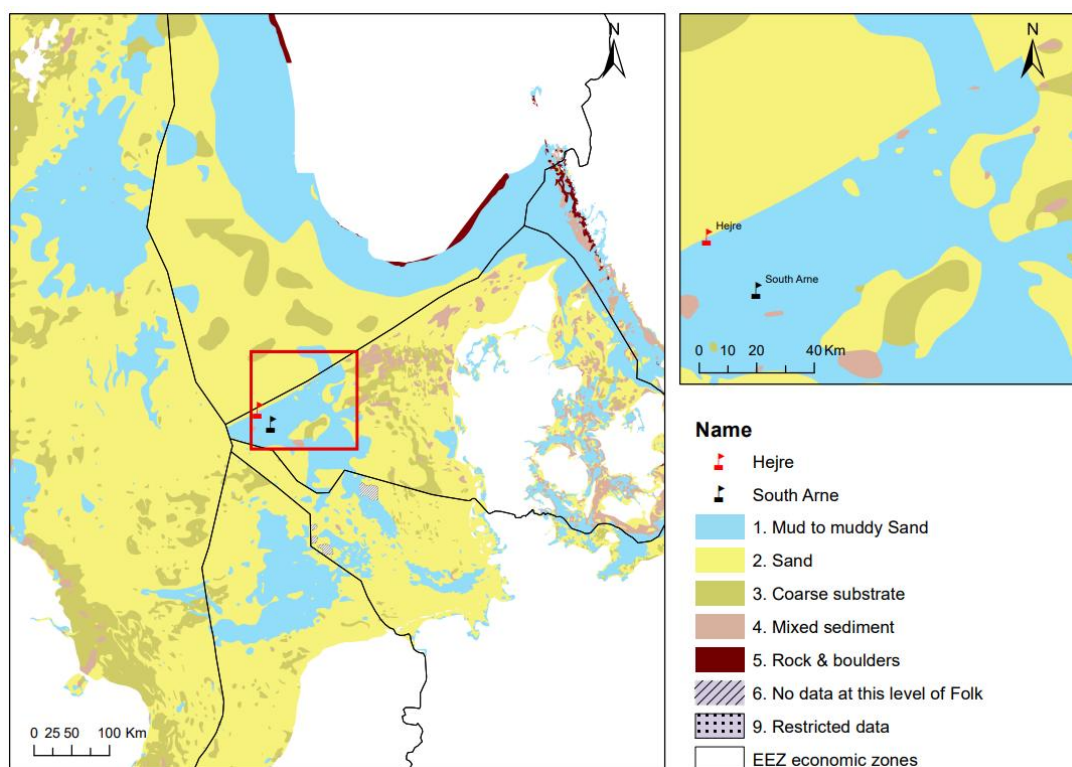 N
0 25 50 100 Km
N
Hejre
South Arne
0 10 20 40 Km
Name
Hejre
South Arne
1. Mud to muddy Sand
2. Sand
3. Coarse substrate
4. Mixed sediment
5. Rock & boulders
6. No data at this level of Folk
9. Restricted data
EEZ economic zones